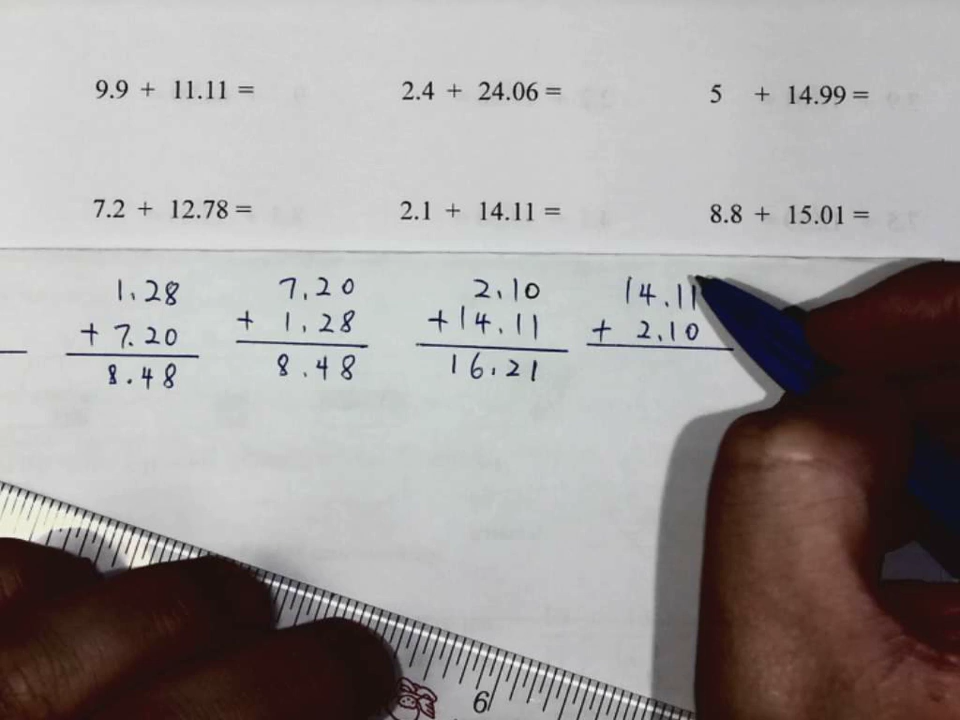 9.9 + 11.11 =
2.4 + 24.06 =
5 + 14.99 =
7.2 + 12.78 =
2.1 + 14.11 =
8.8 + 15.01 =
1.28
+ 7.20
8.48
7.20
+ 1.28
8.48
2.10
+14.11
16.21
14.11
+ 2.10
6